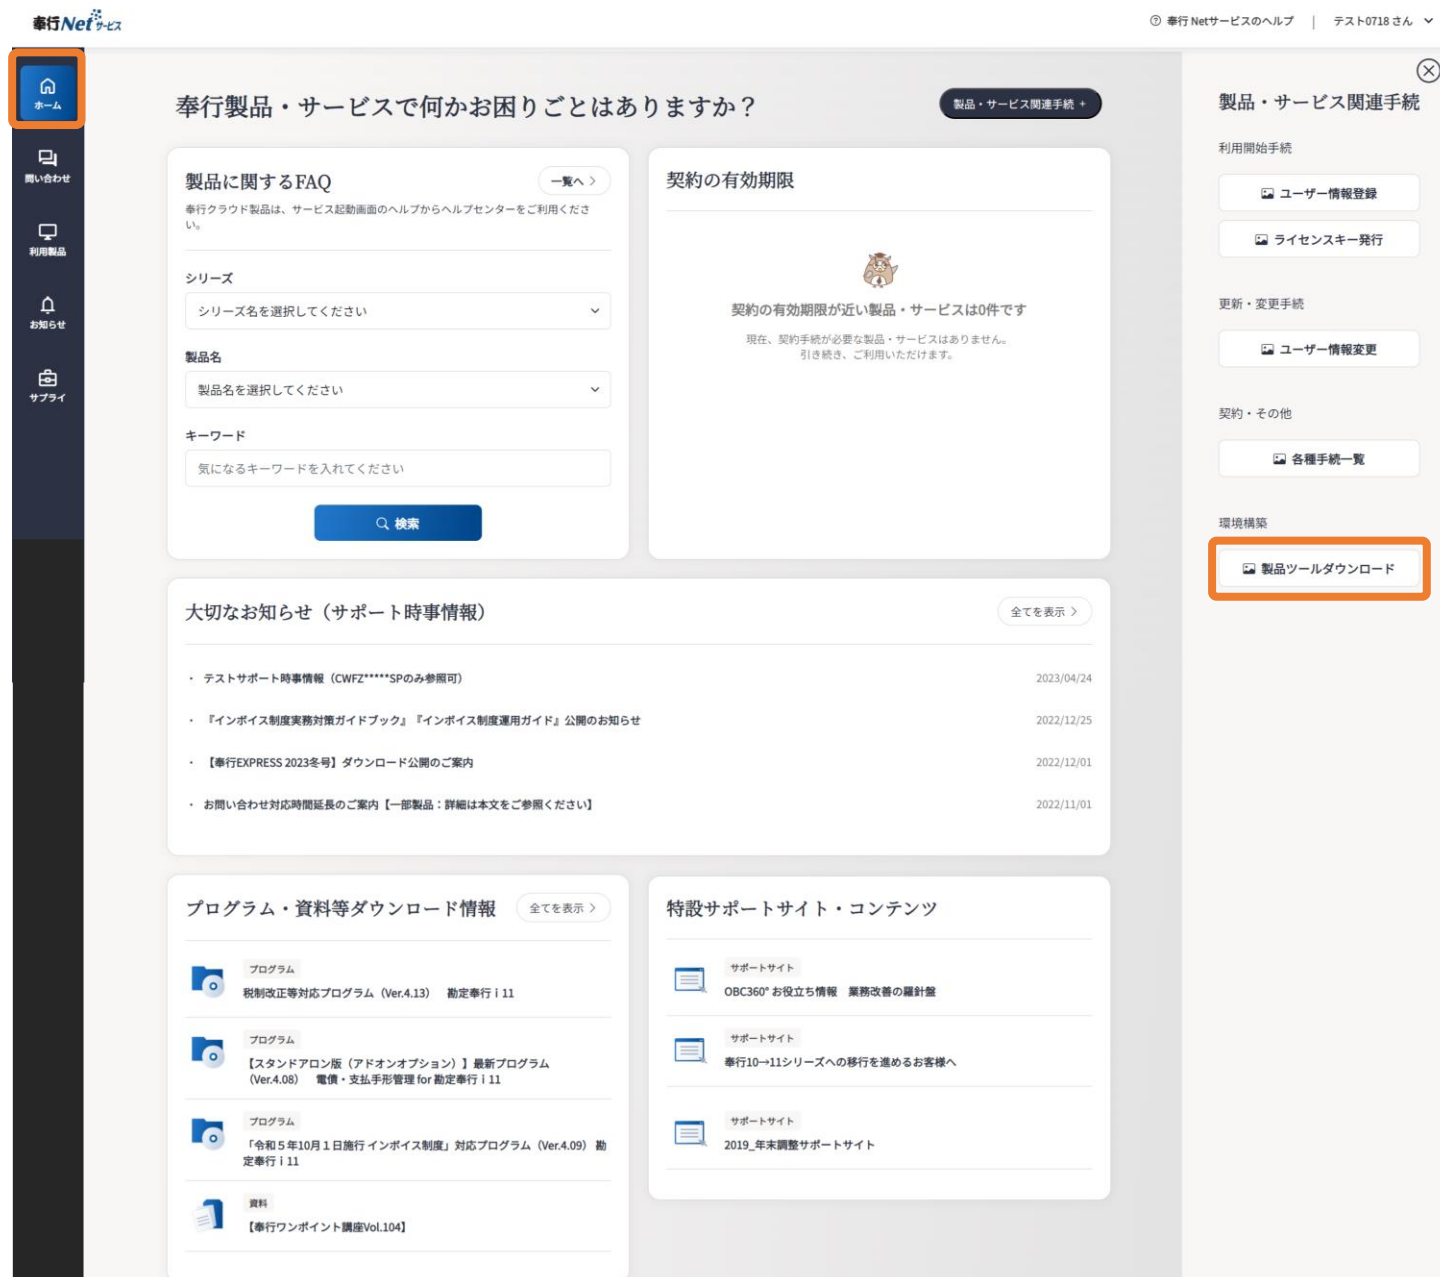 奉行Netサービス
奉行 Netサービスのヘルプ
テスト0718 さん
ホーム
問い合わせ
利用製品
お知らせ
サプライ
奉行製品・サービスで何かお困りごとはありますか？
製品・サービス関連手続 +
製品に関するFAQ
一覧へ
奉行クラウド製品は、サービス起動画面のヘルプからヘルプセンターをご利用くださ
い。
シリーズ
シリーズ名を選択してください
製品名
製品名を選択してください
キーワード
気になるキーワードを入れてください
検索
契約の有効期限
契約の有効期限が近い製品・サービスは0件です
現在、契約手続が必要な製品・サービスはありません。
引き続き、ご利用いただけます。
大切なお知らせ（サポート時事情報）
全てを表示
・ テストサポート時事情報（CWFZ*****SPのみ参照可）
2023/04/24
・ 『インボイス制度実務対策ガイドブック』『インボイス制度運用ガイド』公開のお知らせ
2022/12/25
・ 【奉行EXPRESS 2023冬号】ダウンロード公開のご案内
2022/12/01
・ お問い合わせ対応時間延長のご案内【一部製品：詳細は本文をご参照ください】
2022/11/01
プログラム・資料等ダウンロード情報
全てを表示
プログラム
税制改正等対応プログラム（Ver.4.13） 勘定奉行 i 11
プログラム
【スタンドアロン版（アドオンオプション）】最新プログラム
（Ver.4.08） 電債・支払手形管理 for 勘定奉行 i 11
プログラム
「令和５年10月１日施行 インボイス制度」対応プログラム（Ver.4.09） 勘
定奉行 i 11
資料
【奉行ワンポイント講座Vol.104】
特設サポートサイト・コンテンツ
サポートサイト
OBC360° お役立ち情報 業務改善の羅針盤
サポートサイト
奉行10→11シリーズへの移行を進めるお客様へ
サポートサイト
2019_年末調整サポートサイト
製品・サービス関連手続
利用開始手続
ユーザー情報登録
ライセンスキー発行
更新・変更手続
ユーザー情報変更
契約・その他
各種手続一覧
環境構築
製品ツールダウンロード